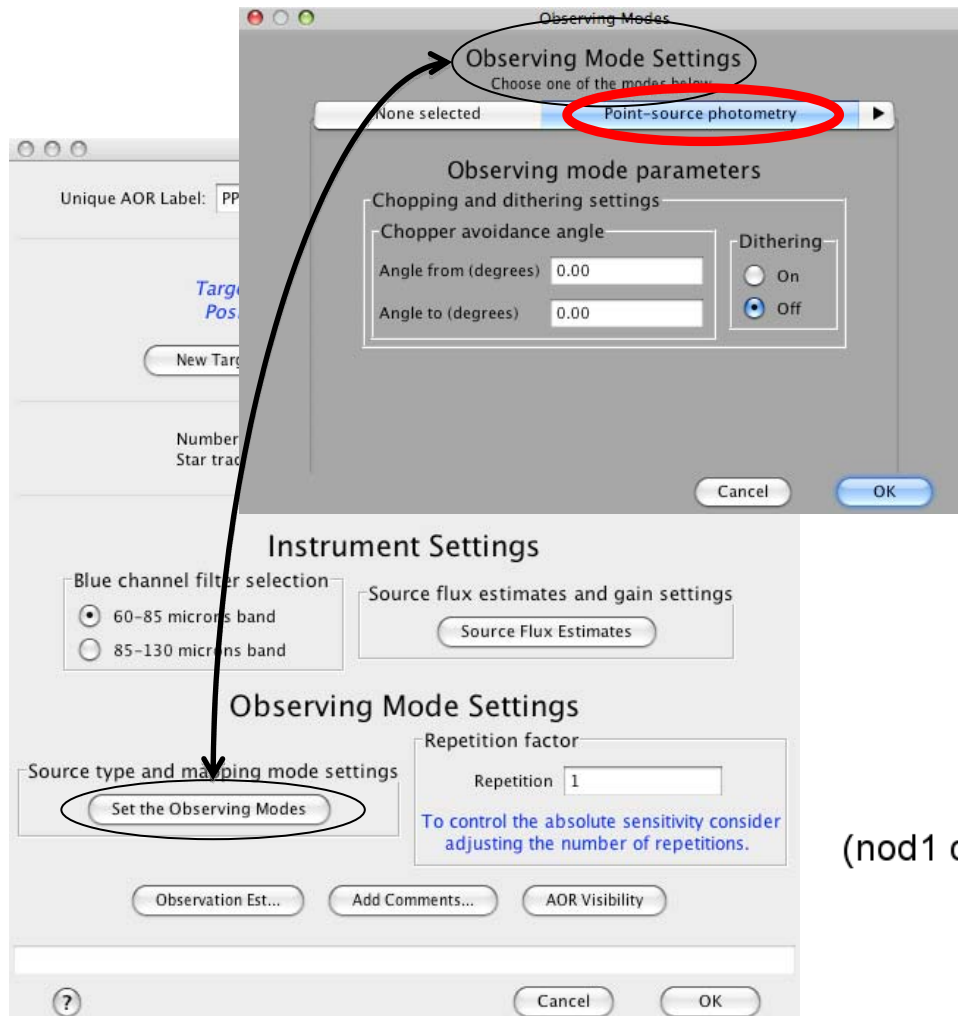 Observing Modes
Observing Mode Settings
Choose one of the modes below
None selected
Point-source photometry
Observing mode parameters
Chopping and dithering settings
Chopper avoidance angle
Angle from (degrees) 0.00
Angle to (degrees) 0.00
Dithering
On
Off
Cancel
OK
Unique AOR Label: PP
Targ
Pos
New Targ
Number
Star trac
Instrument Settings
Blue channel filter selection
60-85 microns band
85-130 microns band
Source flux estimates and gain settings
Source Flux Estimates
Observing Mode Settings
Source type and mapping mode settings
Set the Observing Modes
Repetition factor
Repetition 1
To control the absolute sensitivity consider
adjusting the number of repetitions.
(nod1
Observation Est...
Add Comments...
AOR Visibility
?
Cancel
OK